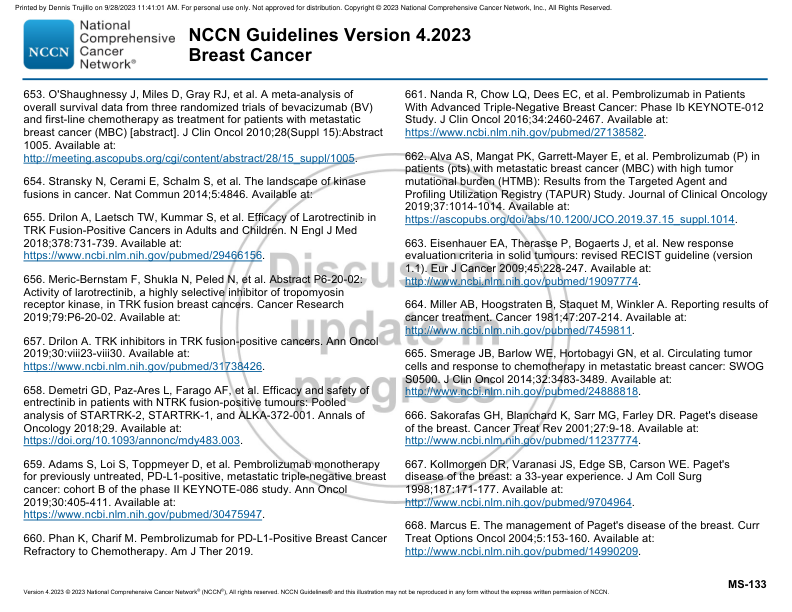 Printed by Dennis Trujillo on 9/28/2023 11:41:01 AM. For personal use only. Not approved for distribution. Copyright © 2023 National Comprehensive Cancer Network, Inc., All Rights Reserved.
NCCN
National
Comprehensive
Cancer
Network®
NCCN Guidelines Version 4.2023
Breast Cancer
653. O'Shaughnessy J, Miles D, Gray RJ, et al. A meta-analysis of
overall survival data from three randomized trials of bevacizumab (BV)
and first-line chemotherapy as treatment for patients with metastatic
breast cancer (MBC) [abstract]. J Clin Oncol 2010;28(Suppl 15):Abstract
1005. Available at:
http://meeting.ascopubs.org/cgi/content/abstract/28/15_suppl/1005.
654. Stransky N, Cerami E, Schalm S, et al. The landscape of kinase
fusions in cancer. Nat Commun 2014;5:4846. Available at:
655. Drilon A, Laetsch TW, Kummar S, et al. Efficacy of Larotrectinib in
TRK Fusion-Positive Cancers in Adults and Children. N Engl J Med
2018;378:731-739. Available at:
https://www.ncbi.nlm.nih.gov/pubmed/29466156.
656. Meric-Bernstam F, Shukla N, Peled N, et al. Abstract P6-20-02:
Activity of larotrectinib, a highly selective inhibitor of tropomyosin
receptor kinase, in TRK fusion breast cancers. Cancer Research
2019;79:P6-20-02. Available at:
657. Drilon A. TRK inhibitors in TRK fusion-positive cancers. Ann Oncol
2019;30:viii23-viii30. Available at:
https://www.ncbi.nlm.nih.gov/pubmed/31738426.
658. Demetri GD, Paz-Ares L, Farago AF, et al. Efficacy and safety of
entrectinib in patients with NTRK fusion-positive tumours: Pooled
analysis of STARTRK-2, STARTRK-1, and ALKA-372-001. Annals of
Oncology 2018;29. Available at:
https://doi.org/10.1093/annonc/mdy483.003.
659. Adams S, Loi S, Toppmeyer D, et al. Pembrolizumab monotherapy
for previously untreated, PD-L1-positive, metastatic triple-negative breast
cancer: cohort B of the phase II KEYNOTE-086 study. Ann Oncol
2019;30:405-411. Available at:
https://www.ncbi.nlm.nih.gov/pubmed/30475947.
660. Phan K, Charif M. Pembrolizumab for PD-L1-Positive Breast Cancer
Refractory to Chemotherapy. Am J Ther 2019.
661. Nanda R, Chow LQ, Dees EC, et al. Pembrolizumab in Patients
With Advanced Triple-Negative Breast Cancer: Phase Ib KEYNOTE-012
Study. J Clin Oncol 2016;34:2460-2467. Available at:
https://www.ncbi.nlm.nih.gov/pubmed/27138582.
662. Alva AS, Mangat PK, Garrett-Mayer E, et al. Pembrolizumab (P) in
patients (pts) with metastatic breast cancer (MBC) with high tumor
mutational burden (HTMB): Results from the Targeted Agent and
Profiling Utilization Registry (TAPUR) Study. Journal of Clinical Oncology
2019;37:1014-1014. Available at:
https://ascopubs.org/doi/abs/10.1200/JCO.2019.37.15_suppl.1014.
663. Eisenhauer EA, Therasse P, Bogaerts J, et al. New response
evaluation criteria in solid tumours: revised RECIST guideline (version
1.1). Eur J Cancer 2009;45:228-247. Available at:
http://www.ncbi.nlm.nih.gov/pubmed/19097774.
664. Miller AB, Hoogstraten B, Staquet M, Winkler A. Reporting results of
cancer treatment. Cancer 1981;47:207-214. Available at:
http://www.ncbi.nlm.nih.gov/pubmed/7459811.
665. Smerage JB, Barlow WE, Hortobagyi GN, et al. Circulating tumor
cells and response to chemotherapy in metastatic breast cancer: SWOG
S0500. J Clin Oncol 2014;32:3483-3489. Available at:
http://www.ncbi.nlm.nih.gov/pubmed/24888818.
666. Sakorafas GH, Blanchard K, Sarr MG, Farley DR. Paget's disease
of the breast. Cancer Treat Rev 2001;27:9-18. Available at:
http://www.ncbi.nlm.nih.gov/pubmed/11237774.
667. Kollmorgen DR, Varanasi JS, Edge SB, Carson WE. Paget's
disease of the breast: a 33-year experience. J Am Coll Surg
1998;187:171-177. Available at:
http://www.ncbi.nlm.nih.gov/pubmed/9704964.
668. Marcus E. The management of Paget's disease of the breast. Curr
Treat Options Oncol 2004;5:153-160. Available at:
http://www.ncbi.nlm.nih.gov/pubmed/14990209.
Discussion
update in
progress
MS-133
Version 4.2023 © 2023 National Comprehensive Cancer Network® (NCCN®), All rights reserved. NCCN Guidelines® and this illustration may not be reproduced in any form without the express written permission of NCCN.